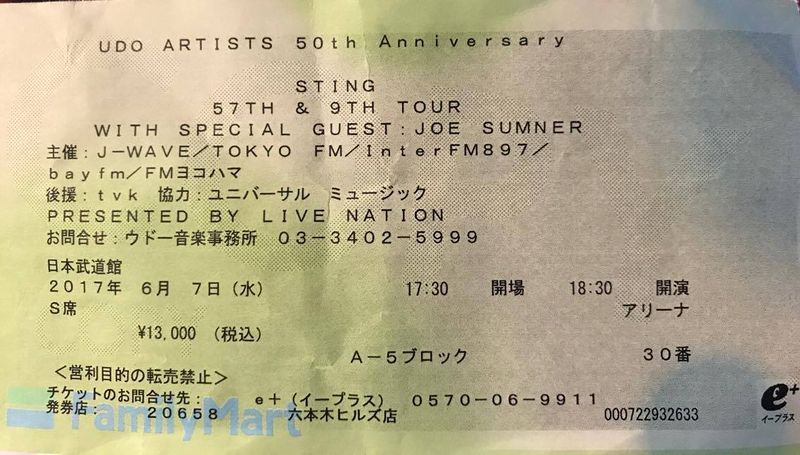 UDO ARTISTS 50th Anniversary
STING
57TH & 9TH TOUR
WITH SPECIAL GUEST:JOE SUMNER
主催:J-WAVE/TOKYO FM/InterFM897/
bayfm/FMヨコハマ
後援:tvk 協力:ユニバーサル ミュージック
PRESENTED BY LIVE NATION
お問合せ:ウドー音楽事務所 03-3402-5999
日本武道館
2017年 6月 7日(水) 17:30 開場 18:30 開演
S席 アリーナ
¥13,000 (税込)
A-5ブロック 30番
<営利目的の転売禁止>
チケットのお問合せ先: e+(イープラス) 0570-06-9911
発券店: 20658 六本木ヒルズ店 000722932633
FamilyMart
e+
イープラス